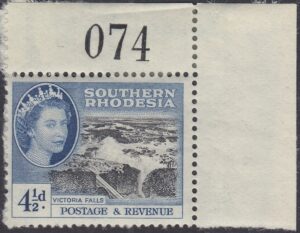 074
SOUTHERN
RHODESIA
VICTORIA FALLS
4½d.
POSTAGE & REVENUE